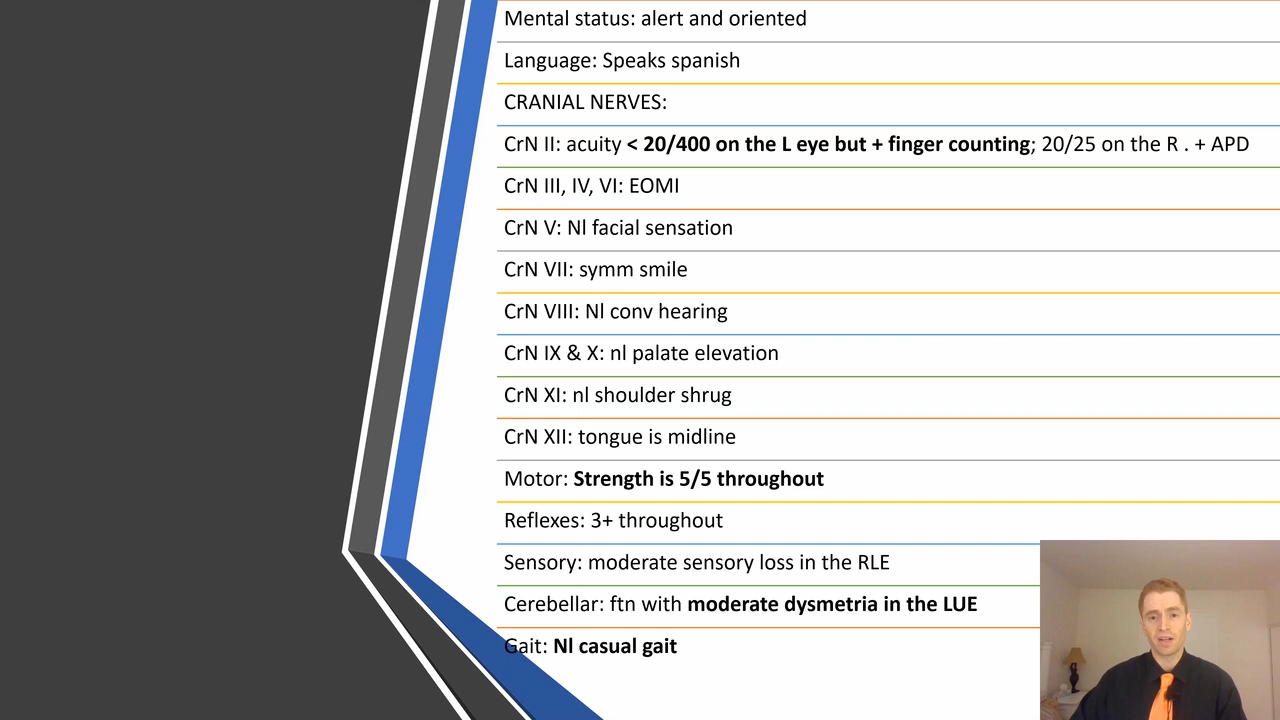 Mental status: alert and oriented
Language: Speaks spanish
CRANIAL NERVES:
CrN II: acuity < 20/400 on the L eye but + finger counting; 20/25 on the R . + APD
CrN III, IV, VI: EOMI
CrN V: Nl facial sensation
CrN VII: symm smile
CrN VIII: Nl conv hearing
CrN IX & X: nl palate elevation
CrN XI: nl shoulder shrug
CrN XII: tongue is midline
Motor: Strength is 5/5 throughout
Reflexes: 3+ throughout
Sensory: moderate sensory loss in the RLE
Cerebellar: ftn with moderate dysmetria in the LUE
Gait: Nl casual gait